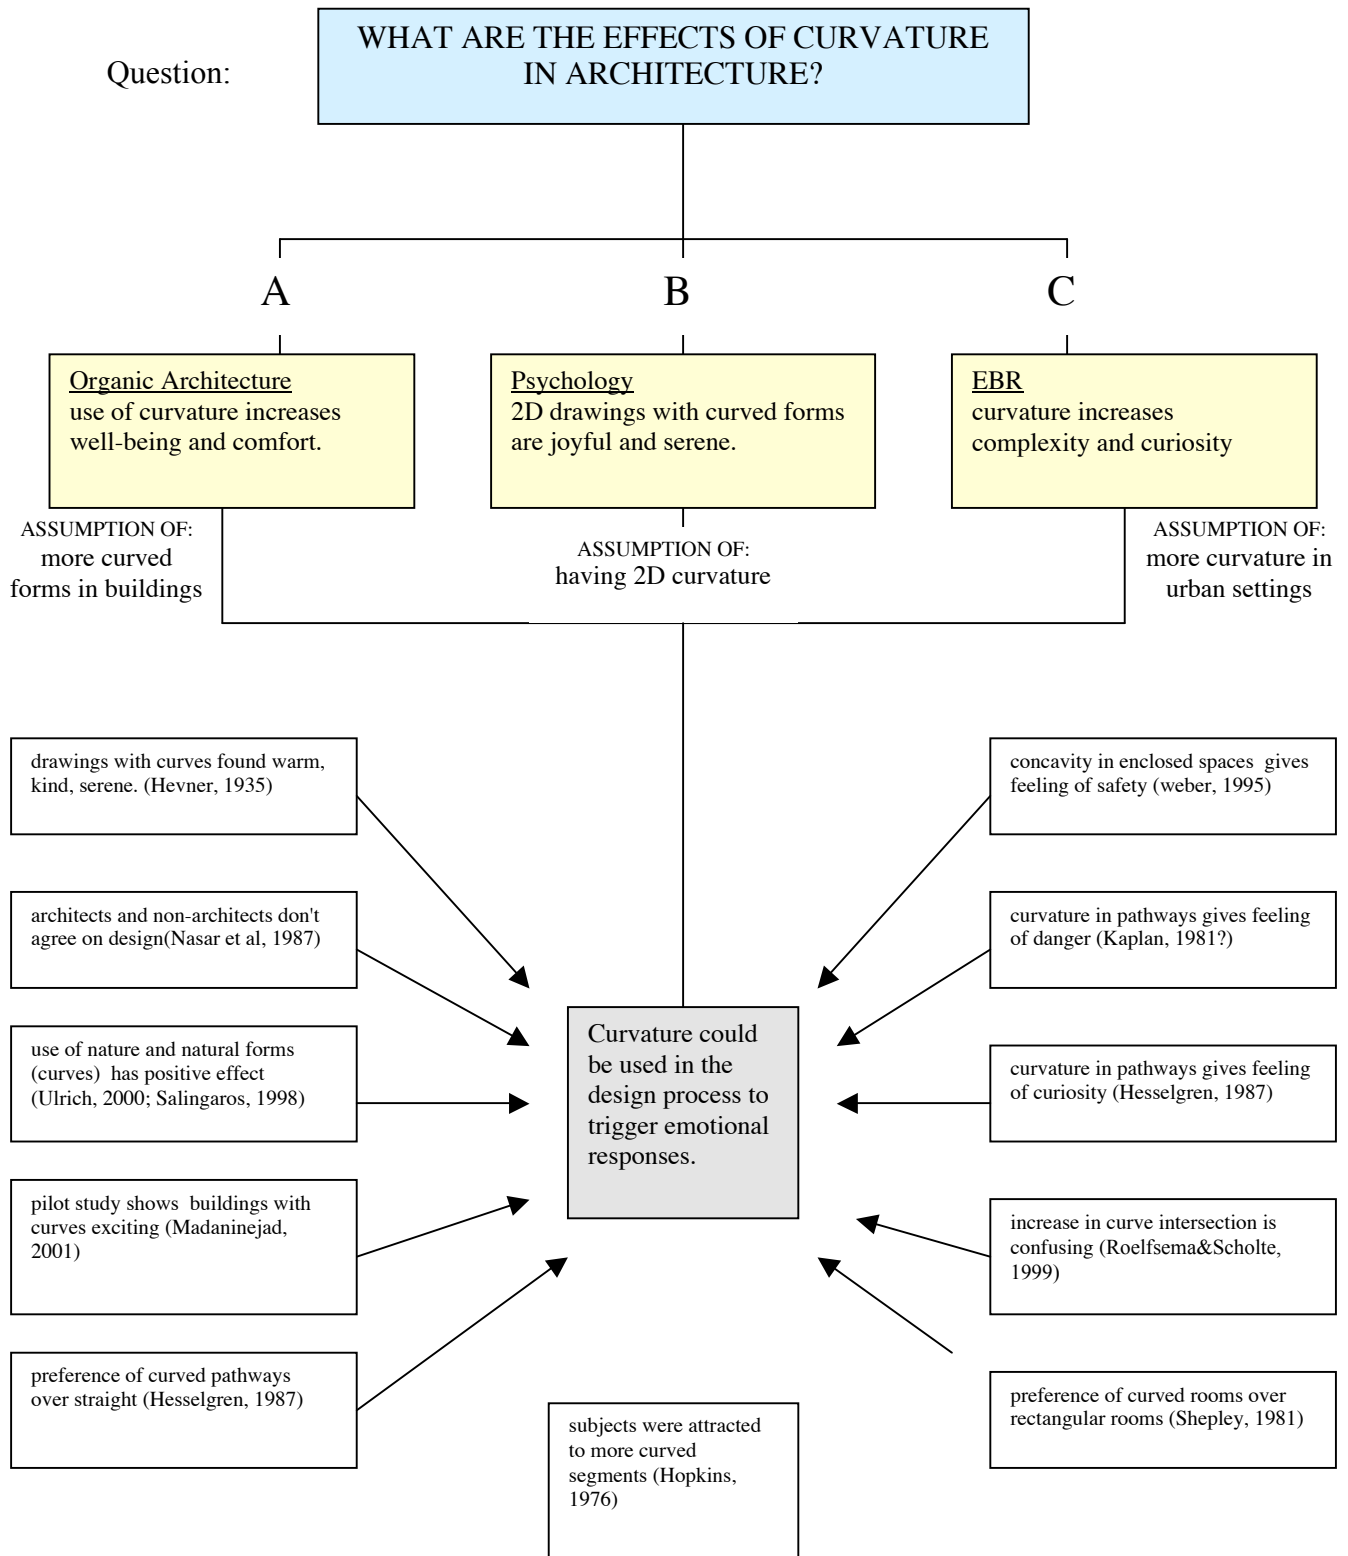 Question:
WHAT ARE THE EFFECTS OF CURVATURE
IN ARCHITECTURE?
A
B
C
Organic Architecture
use of curvature increases
well-being and comfort.
Psychology
2D drawings with curved forms
are joyful and serene.
EBR
curvature increases
complexity and curiosity
ASSUMPTION OF:
more curved
forms in buildings
ASSUMPTION OF:
having 2D curvature
ASSUMPTION OF:
more curvature in
urban settings
drawings with curves found warm,
kind, serene. (Hevner, 1935)
architects and non-architects don't
agree on design(Nasar et al, 1987)
use of nature and natural forms
(curves)  has positive effect
(Ulrich, 2000; Salingaros, 1998)
pilot study shows  buildings with
curves exciting (Madaninejad,
2001)
preference of curved pathways
over straight (Hesselgren, 1987)
Curvature could
be used in the
design process to
trigger emotional
responses.
subjects were attracted
to more curved
segments (Hopkins,
1976)
concavity in enclosed spaces  gives
feeling of safety (weber, 1995)
curvature in pathways gives feeling
of danger (Kaplan, 1981?)
curvature in pathways gives feeling
of curiosity (Hesselgren, 1987)
increase in curve intersection is
confusing (Roelfsema&Scholte,
1999)
preference of curved rooms over
rectangular rooms (Shepley, 1981)